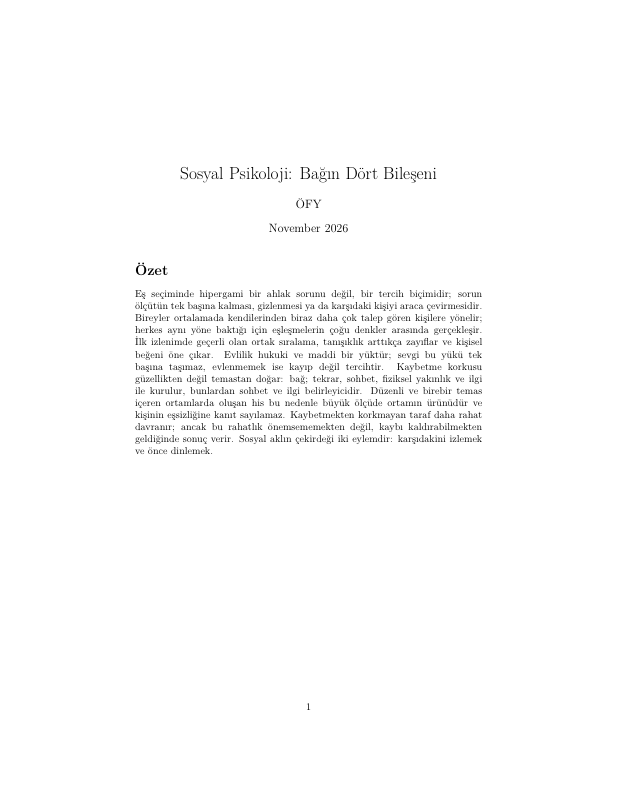 Sosyal Psikoloji: Bağın Dört Bileşeni
ÖFY
November 2026
Özet
Eş seçiminde hipergami bir ahlak sorunu değil, bir tercih biçimidir; sorun
ölçütün tek başına kalması, gizlenmesi ya da karşıdaki kişiyi araca çevirmesidir.
Bireyler ortalamada kendilerinden biraz daha çok talep gören kişilere yönelir;
herkes aynı yöne baktığı için eşleşmelerin çoğu denkler arasında gerçekleşir.
İlk izlenimde geçerli olan ortak sıralama, tanışıklık arttıkça zayıflar ve kişisel
beğeni öne çıkar. Evlilik hukuki ve maddi bir yüktür; sevgi bu yükü tek
başına taşımaz, evlenmemek ise kayıp değil tercihtir. Kaybetme korkusu
güzellikten değil temastan doğar: bağ; tekrar, sohbet, fiziksel yakınlık ve ilgi
ile kurulur, bunlardan sohbet ve ilgi belirleyicidir. Düzenli ve birebir temas
içeren ortamlarda oluşan his bu nedenle büyük ölçüde ortamın ürünüdür ve
kişinin eşsizliğine kanıt sayılamaz. Kaybetmekten korkmayan taraf daha rahat
davranır; ancak bu rahatlık önemsememekten değil, kaybı kaldırabilmekten
geldiğinde sonuç verir. Sosyal aklın çekirdeği iki eylemdir: karşıdakini izlemek
ve önce dinlemek.
1